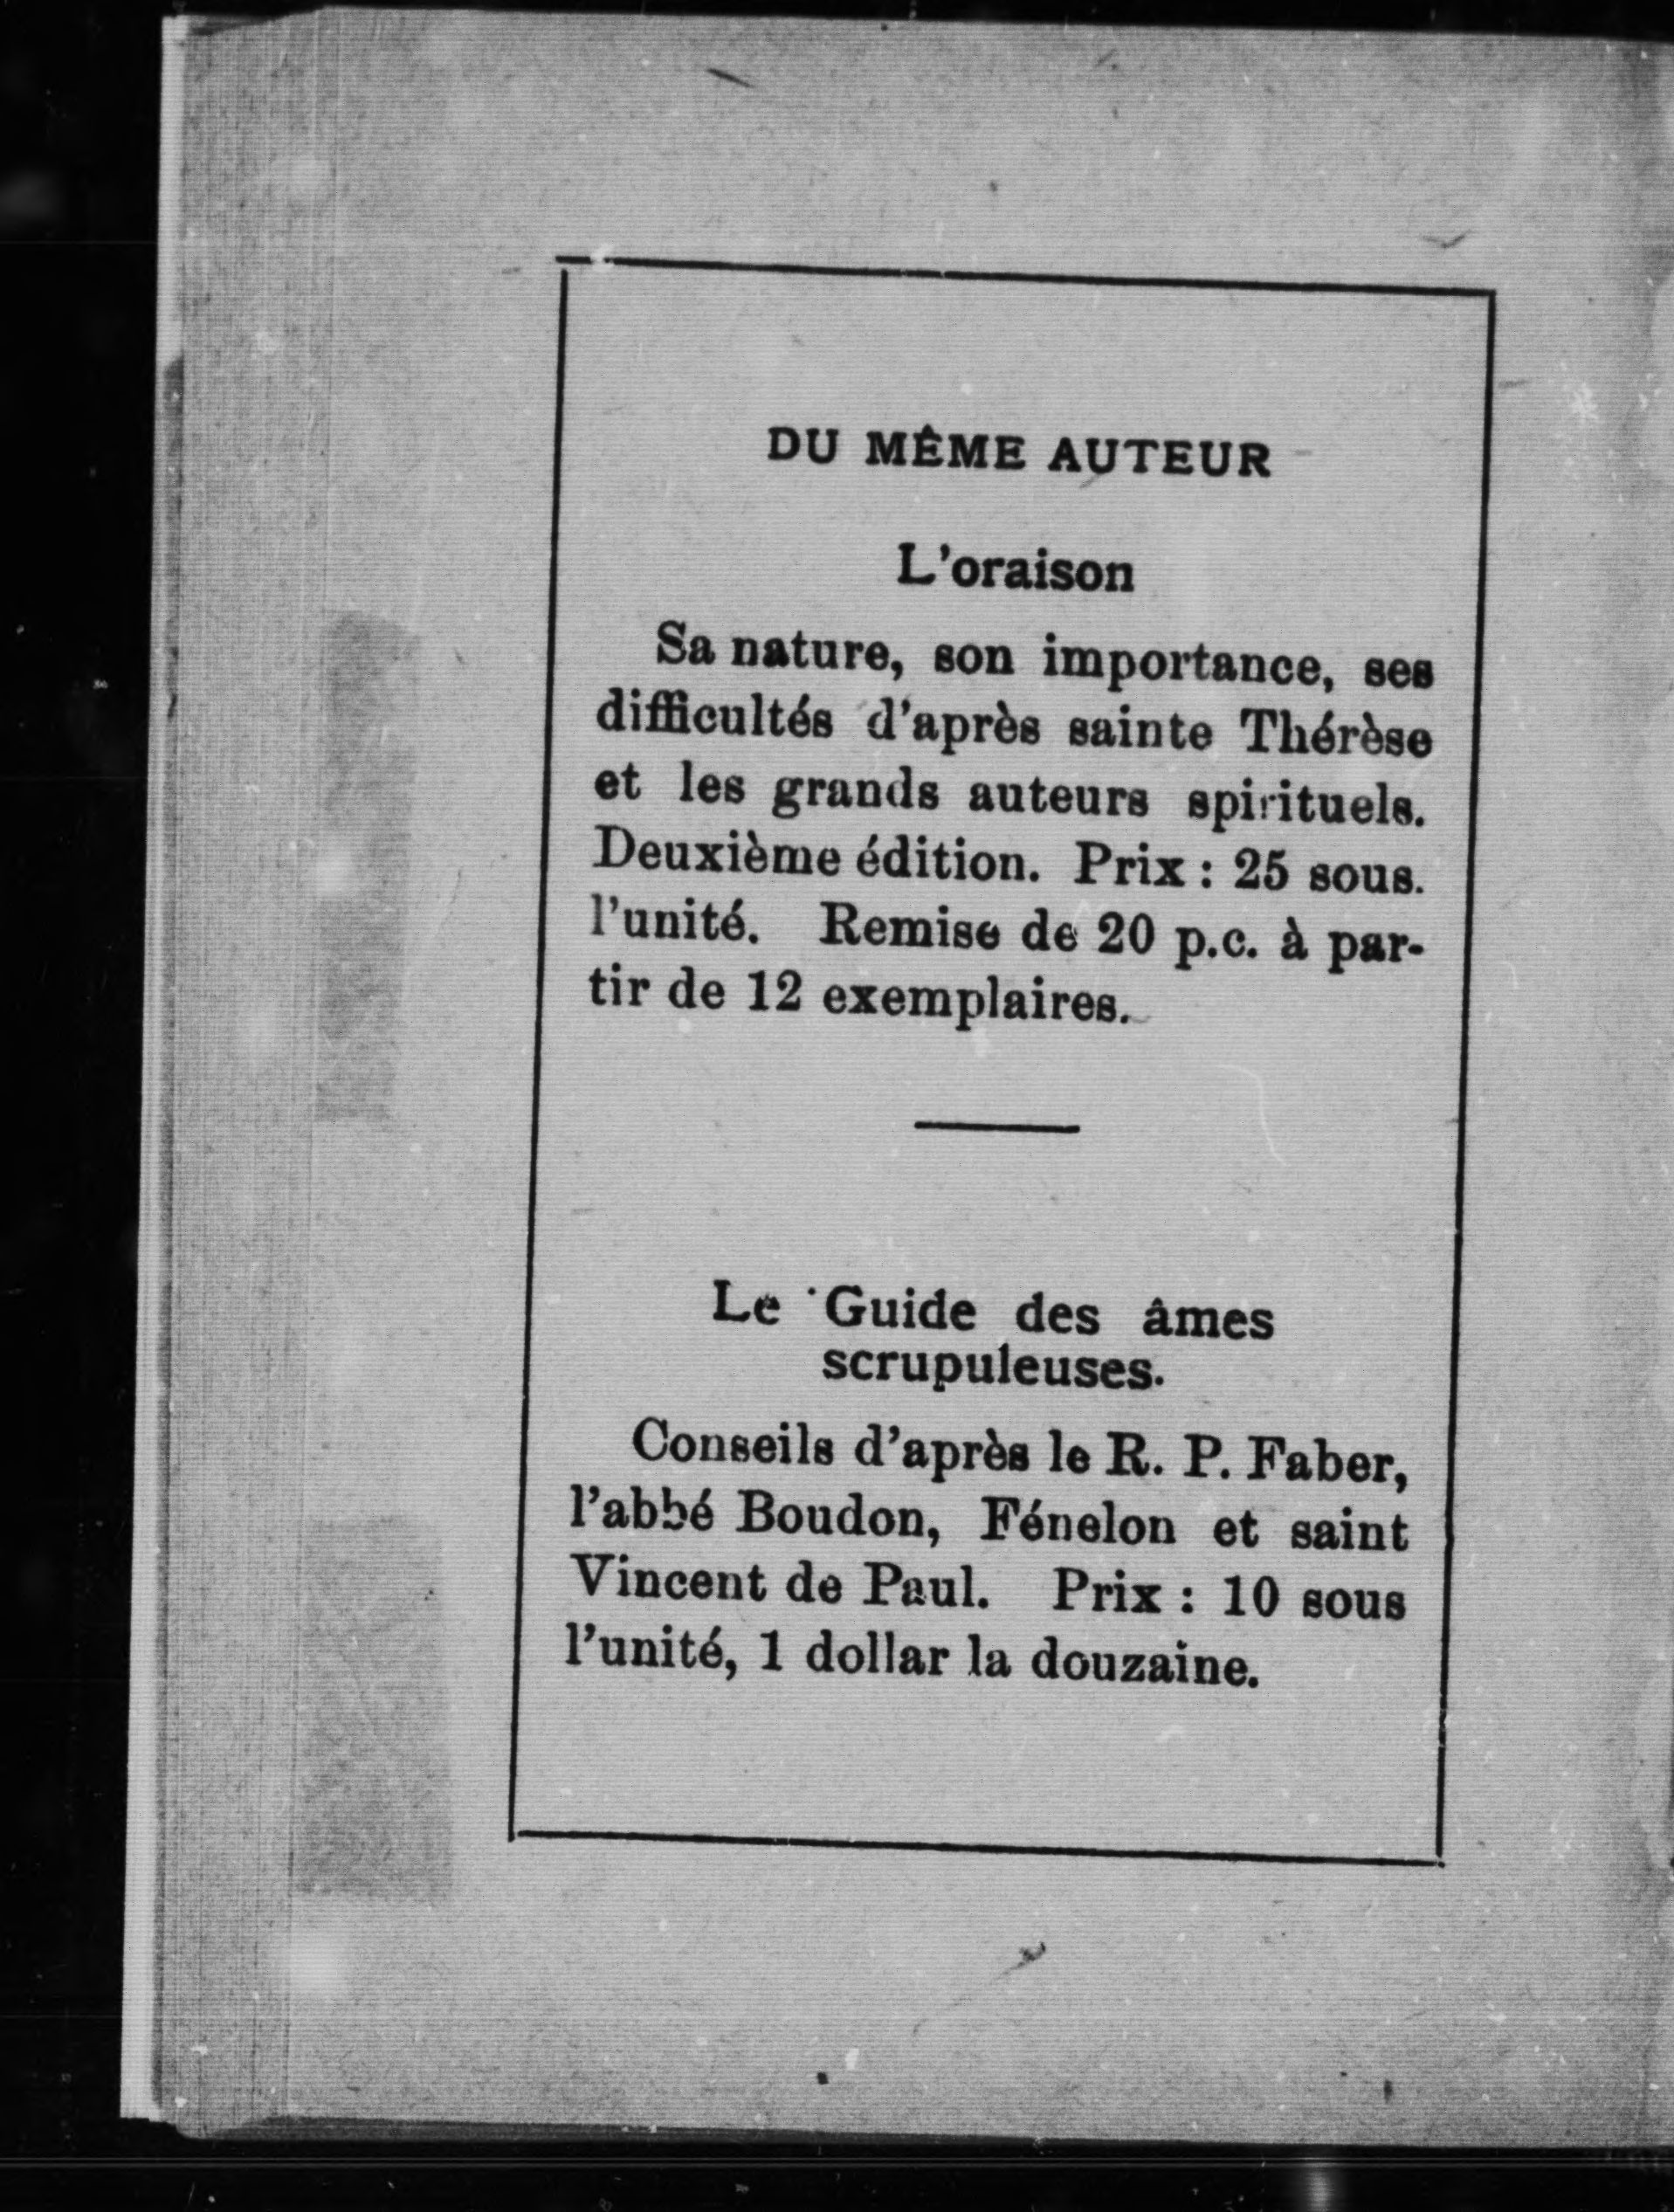 DU MÊME AUTEUR
L'oraison
Sa nature, son importance, ses
difficultés d'après sainte Thérèse
et les grands auteurs spirituels.
Deuxième édition. Prix : 25 sous.
l'unité. Remise de 20 p.c. à par-
tir de 12 exemplaires.
Le Guide des âmes
scrupuleuses.
Conseils d'après le R. P. Faber,
l'abbé Boudon, Fénelon et saint
Vincent de Paul. Prix : 10 sous
l'unité, 1 dollar la douzaine.